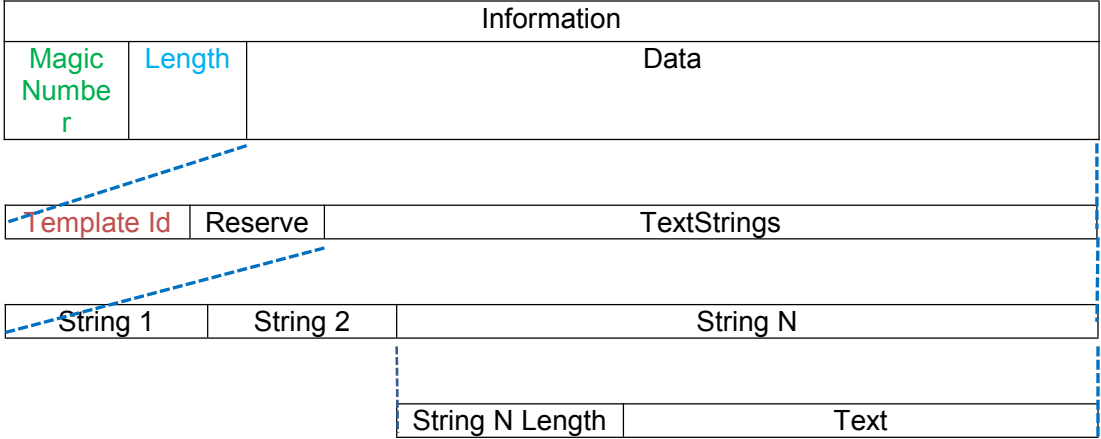 Information
Magic Length Data
Numbe
r
Template Id Reserve TextStrings
String 1 String 2 String N
String N Length Text